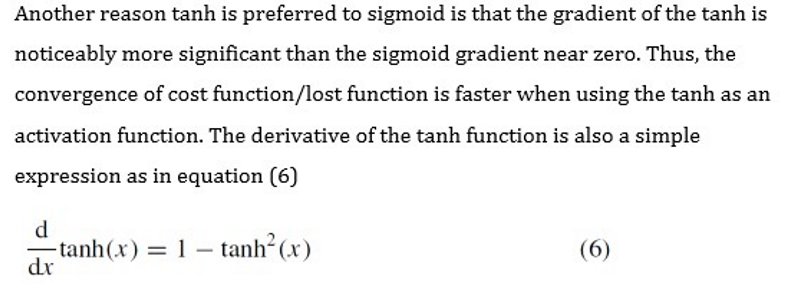 Another reason tanh is preferred to sigmoid is that the gradient of the tanh is
noticeably more significant than the sigmoid gradient near zero. Thus, the
convergence of cost function/lost function is faster when using the tanh as an
activation function. The derivative of the tanh function is also a simple
expression as in equation (6)
d/dx tanh(x) = 1 − tanh²(x) (6)